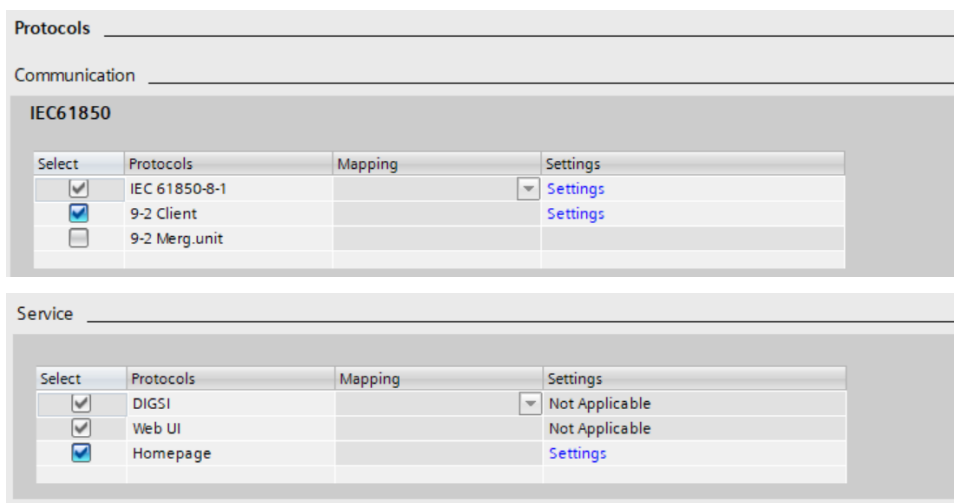 Protocols
Communication
IEC61850
Select Protocols Mapping Settings
IEC 61850-8-1 Settings
9-2 Client Settings
9-2 Merg.unit
Service
Select Protocols Mapping Settings
DIGSI Not Applicable
Web UI Not Applicable
Homepage Settings